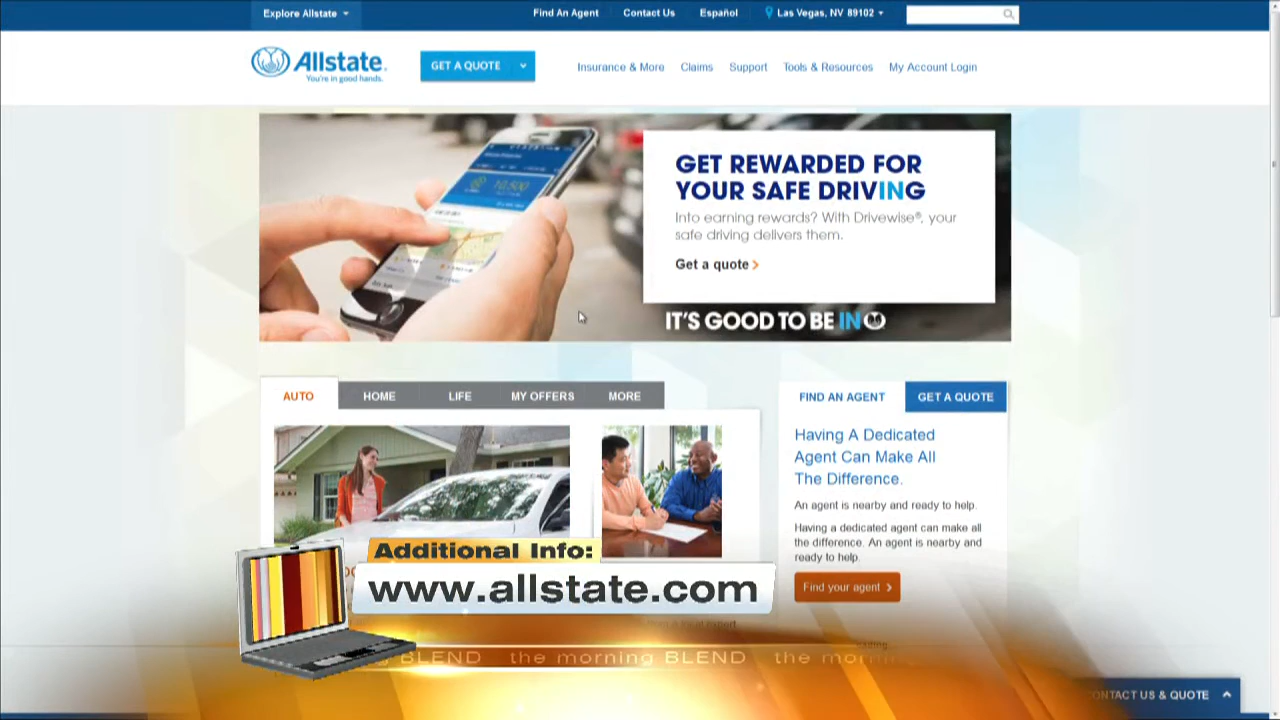 Explore Allstate
Find An Agent
Contact Us
Español
Las Vegas, NV 89102
Allstate.
You're in good hands.
GET A QUOTE
Insurance & More
Claims
Support
Tools & Resources
My Account Login
10,500
GET REWARDED FOR
YOUR SAFE DRIVING
Into earning rewards? With Drivewise®, your
safe driving delivers them.
Get a quote
IT'S GOOD TO BE IN
AUTO
HOME
LIFE
MY OFFERS
MORE
FIND AN AGENT
GET A QUOTE
Having A Dedicated
Agent Can Make All
The Difference.
An agent is nearby and ready to help.
Having a dedicated agent can make all
the difference. An agent is nearby and
ready to help.
Find your agent
Additional Info:
www.allstate.com
BLEND the morning BLEND the morning
CONTACT US & QUOTE